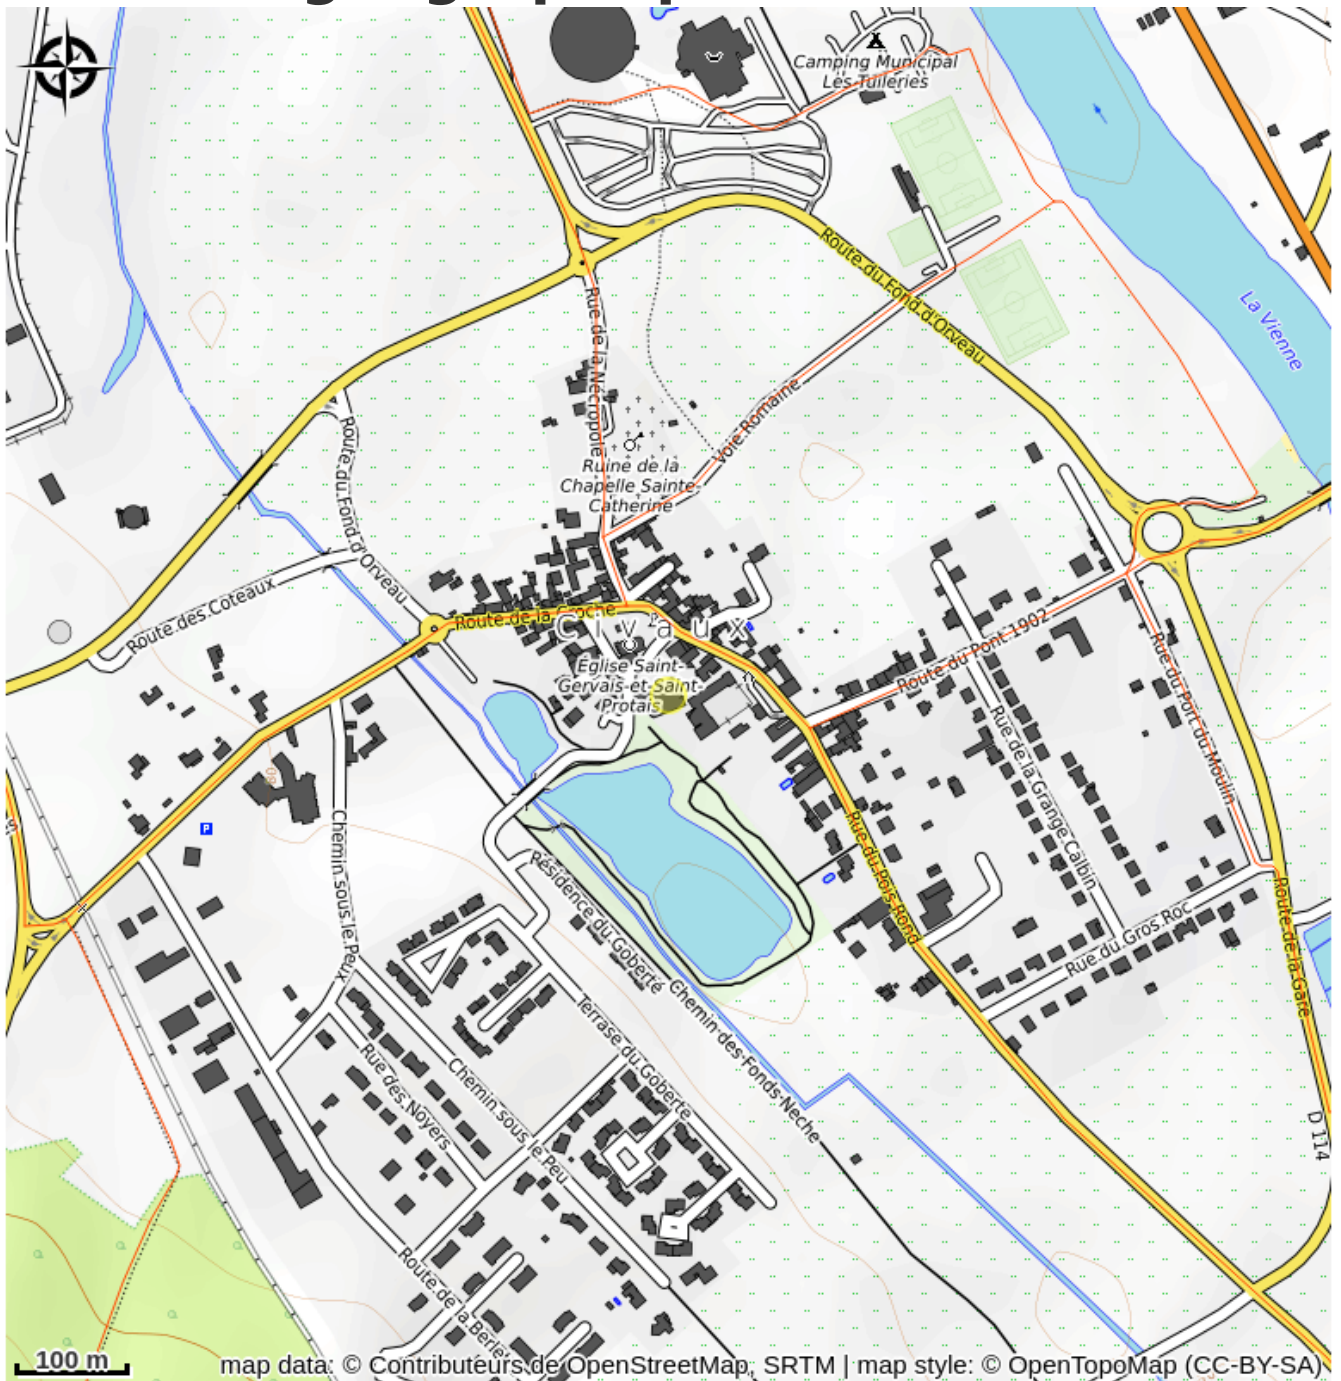 Camping Municipal
Les Tuileries
Route du Fond d'Orveau
La Vienne
Rue de la Nécropole
Voie Romaine
Route du Fond d'Orveau
Ruine de la
Chapelle Sainte-
Catherine
Route des Coteaux
Route de la Croche
Civaux
Route du Pont 1902
Église Saint-
Gervais-et-Saint-
Protais
Rue du Port du Moulin
Rue de la Grange Calbin
P
Chemin sous le Peux
Rue du Pois Rond
Résidence du Goberté
Route de la Gare
Rue du Gros Roc
Chemin des Fonds Neche
Terrase du Goberté
Rue des Noyers
Chemin sous le Peu
D 114
Route de la Berlet
100 m
map data: © Contributeurs de OpenStreetMap, SRTM | map style: © OpenTopoMap (CC-BY-SA)